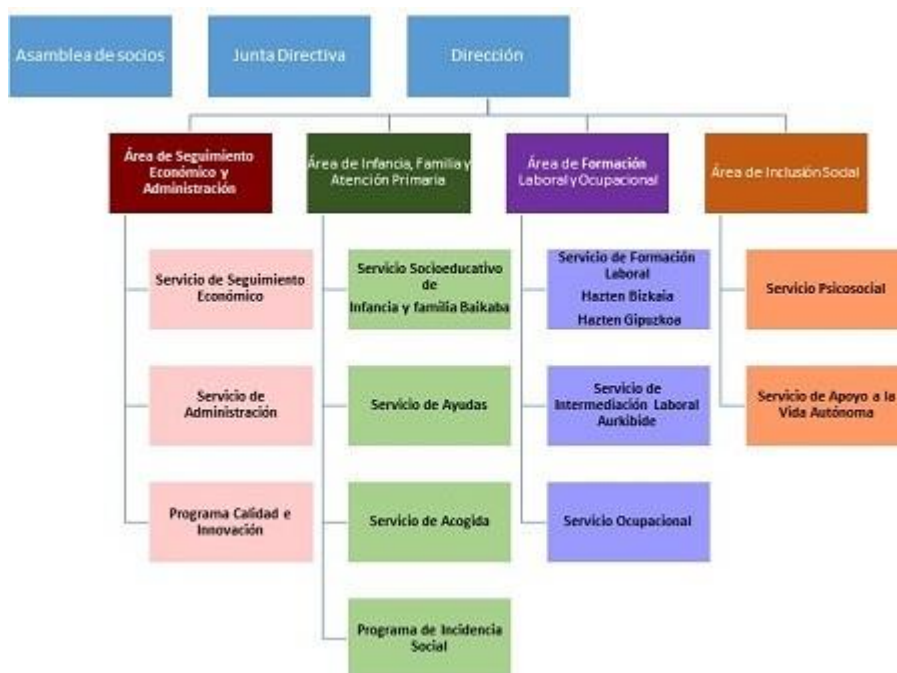 Asamblea de socios
Junta Directiva
Dirección
Área de Seguimiento
Económico y
Administración
Área de Infancia, Familia y
Atención Primaria
Área de Formación
Laboral y Ocupacional
Área de Inclusión Social
Servicio de Seguimiento
Económico
Servicio de
Administración
Programa Calidad e
Innovación
Servicio Socioeducativo
de
Infancia y familia Baikaba
Servicio de Ayudas
Servicio de Acogida
Programa de Incidencia
Social
Servicio de Formación
Laboral
Hazten Bizkaia
Hazten Gipuzkoa
Servicio de
Intermediación Laboral
Aurkibide
Servicio Ocupacional
Servicio Psicosocial
Servicio de Apoyo a la
Vida Autónoma